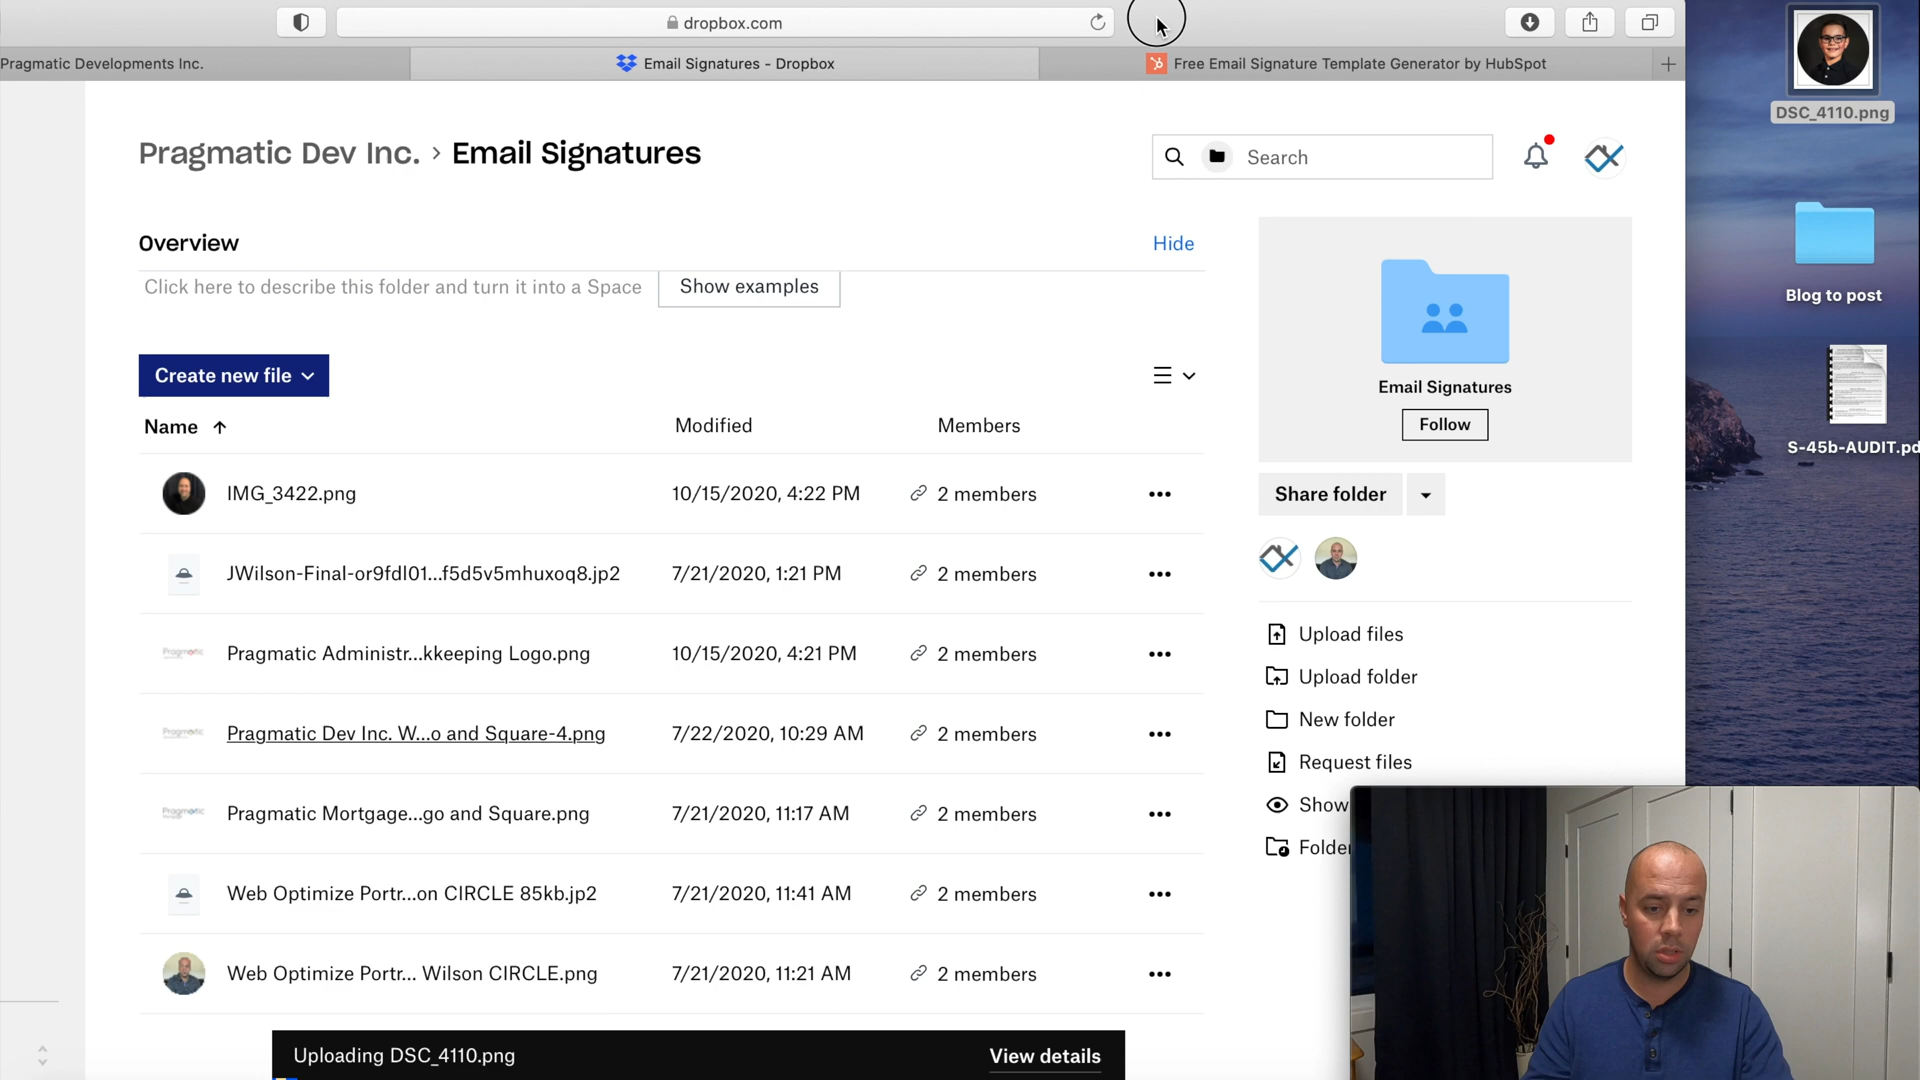 dropbox.com
Pragmatic Developments Inc.
Email Signatures - Dropbox
Free Email Signature Template Generator by HubSpot
DSC_4110.png
Pragmatic Dev Inc. › Email Signatures
Search
Overview
Hide
Click here to describe this folder and turn it into a Space
Show examples
Blog to post
Create new file
Email Signatures
Follow
Name
Modified
Members
S-45b-AUDIT.pd
IMG_3422.png
10/15/2020, 4:22 PM
2 members
Share folder
JWilson-Final-or9fdl01...f5d5v5mhuxoq8.jp2
7/21/2020, 1:21 PM
2 members
Upload files
Pragmatic Administr...kkeeping Logo.png
10/15/2020, 4:21 PM
2 members
Upload folder
New folder
Pragmatic Dev Inc. W...o and Square-4.png
7/22/2020, 10:29 AM
2 members
Request files
Pragmatic Mortgage...go and Square.png
7/21/2020, 11:17 AM
2 members
Show
Folde
Web Optimize Portr...on CIRCLE 85kb.jp2
7/21/2020, 11:41 AM
2 members
Web Optimize Portr... Wilson CIRCLE.png
7/21/2020, 11:21 AM
2 members
Uploading DSC_4110.png
View details